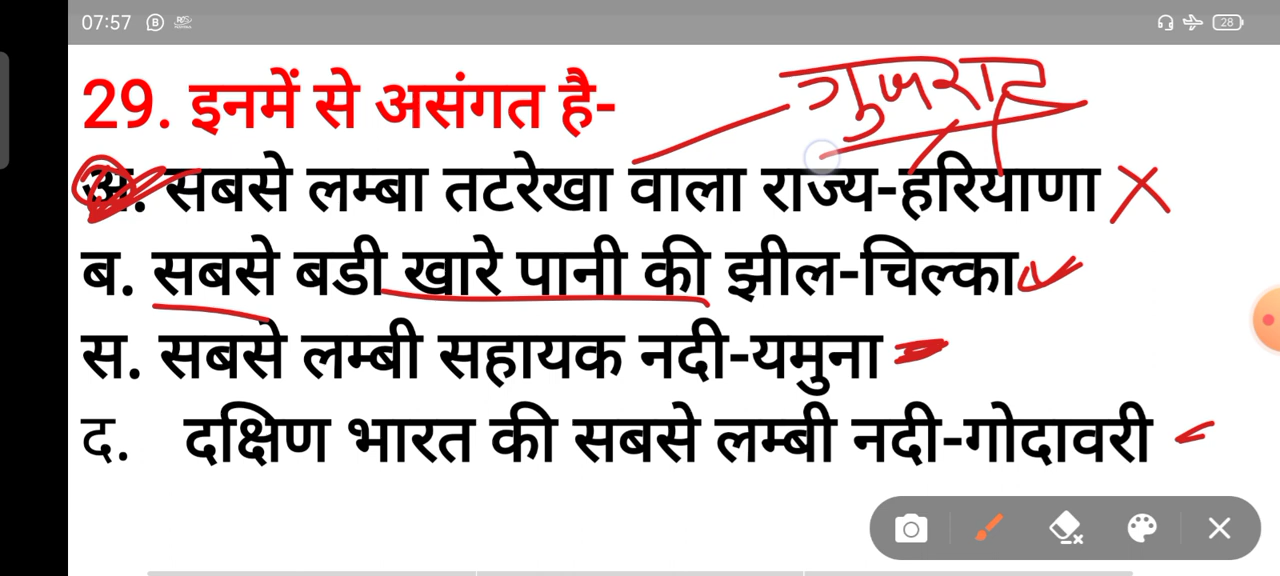 07:57
28
29. इनमें से असंगत है-
गुजरात
अ. सबसे लम्बा तटरेखा वाला राज्य-हरियाणा
ब. सबसे बडी खारे पानी की झील-चिल्का
स. सबसे लम्बी सहायक नदी-यमुना
द. दक्षिण भारत की सबसे लम्बी नदी-गोदावरी